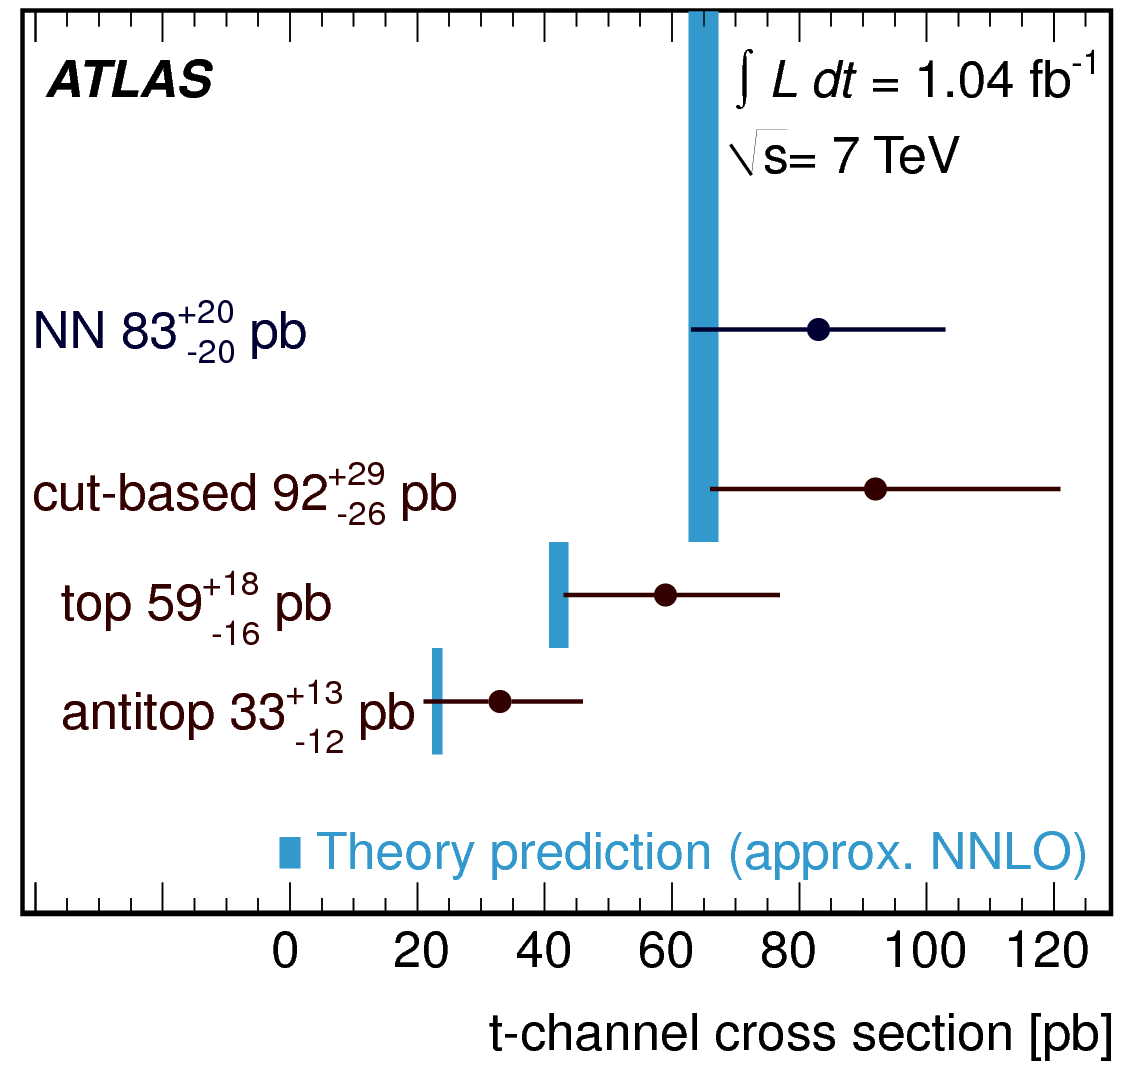 ATLAS
∫ L dt = 1.04 fb⁻¹
√s= 7 TeV
NN 83 +20 -20 pb
cut-based 92 +29 -26 pb
top 59 +18 -16 pb
antitop 33 +13 -12 pb
Theory prediction (approx. NNLO)
0 20 40 60 80 100 120
t-channel cross section [pb]